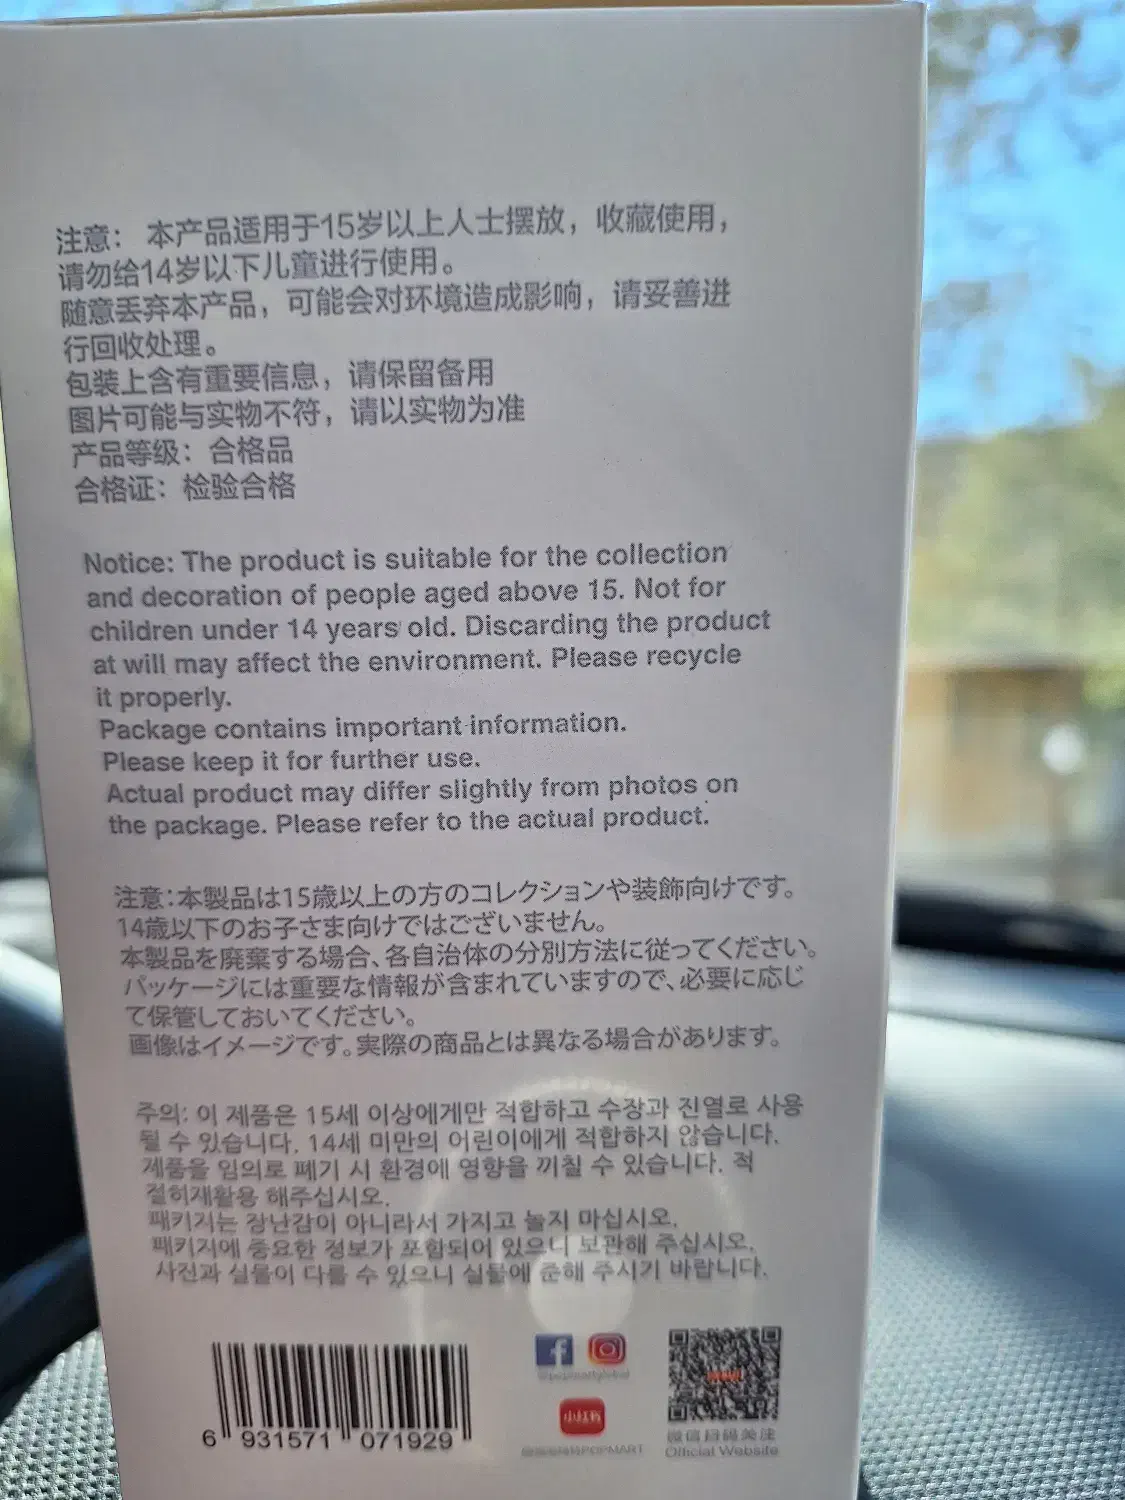 注意： 本产品适用于15岁以上人士摆放，收藏使用，
请勿给14岁以下儿童进行使用。
随意丢弃本产品，可能会对环境造成影响，请妥善进
行回收处理。
包装上含有重要信息，请保留备用
图片可能与实物不符，请以实物为准
产品等级：合格品
合格证：检验合格
Notice: The product is suitable for the collection
and decoration of people aged above 15. Not for
children under 14 years old. Discarding the product
at will may affect the environment. Please recycle
it properly.
Package contains important information.
Please keep it for further use.
Actual product may differ slightly from photos on
the package. Please refer to the actual product.
注意：本製品は15歳以上の方のコレクションや装飾向けです。
14歳以下のお子さま向けではございません。
本製品を廃棄する場合、各自治体の分別方法に従ってください。
パッケージには重要な情報が含まれていますので、必要に応じ
て保管しておいてください。
画像はイメージです。実際の商品とは異なる場合があります。
주의: 이 제품은 15세 이상에게만 적합하고 수장과 진열로 사용
될 수 있습니다. 14세 미만의 어린이에게 적합하지 않습니다.
제품을 임의로 폐기 시 환경에 영향을 끼칠 수 있습니다. 적
절히재활용 해주십시오.
패키지는 장난감이 아니라서 가지고 놀지 마십시오.
패키지에 중요한 정보가 포함되어 있으니 보관해 주십시오.
사진과 실물이 다를 수 있으니 실물에 준해 주시기 바랍니다.
@popmartglobal
小红书
POPMART
微信扫码关注
Official Website
6 931571 071929